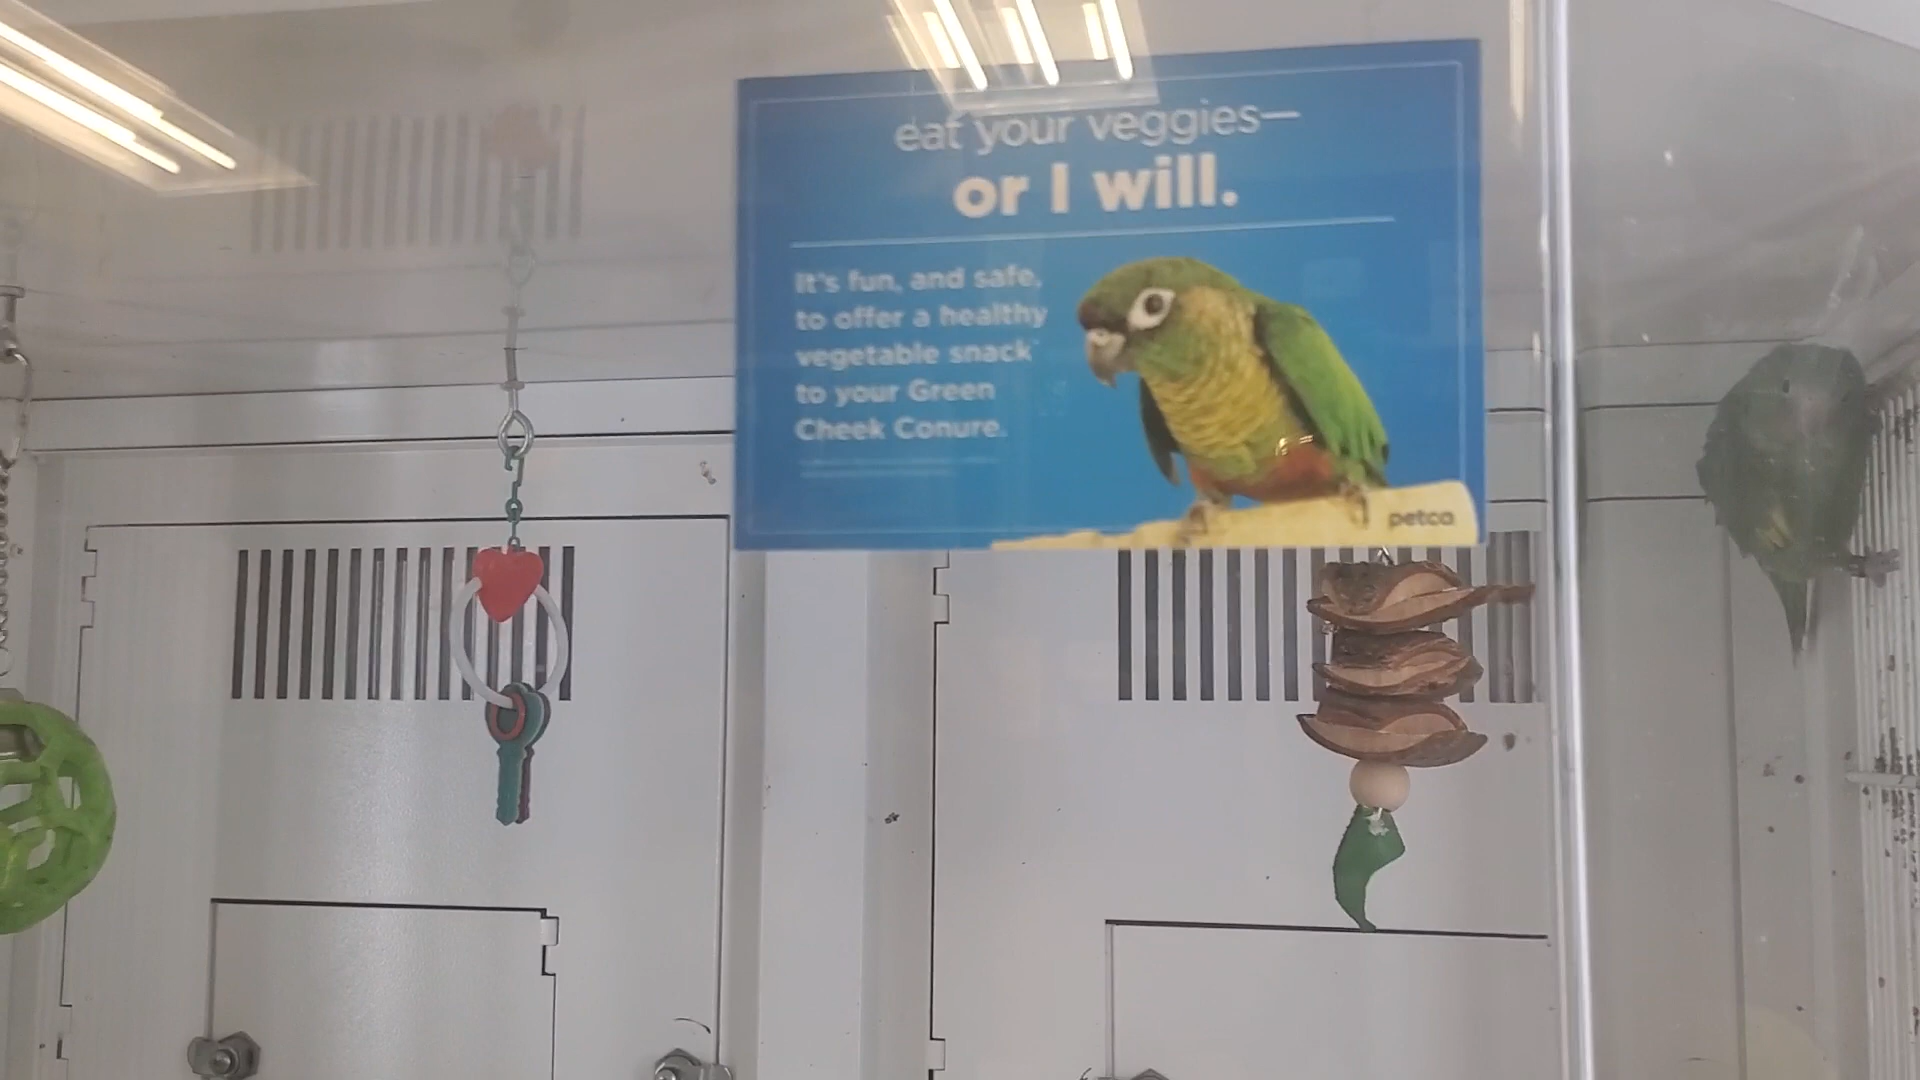 eat your veggies—
or I will.
It's fun, and safe,
to offer a healthy
vegetable snack
to your Green
Cheek Conure.
petco